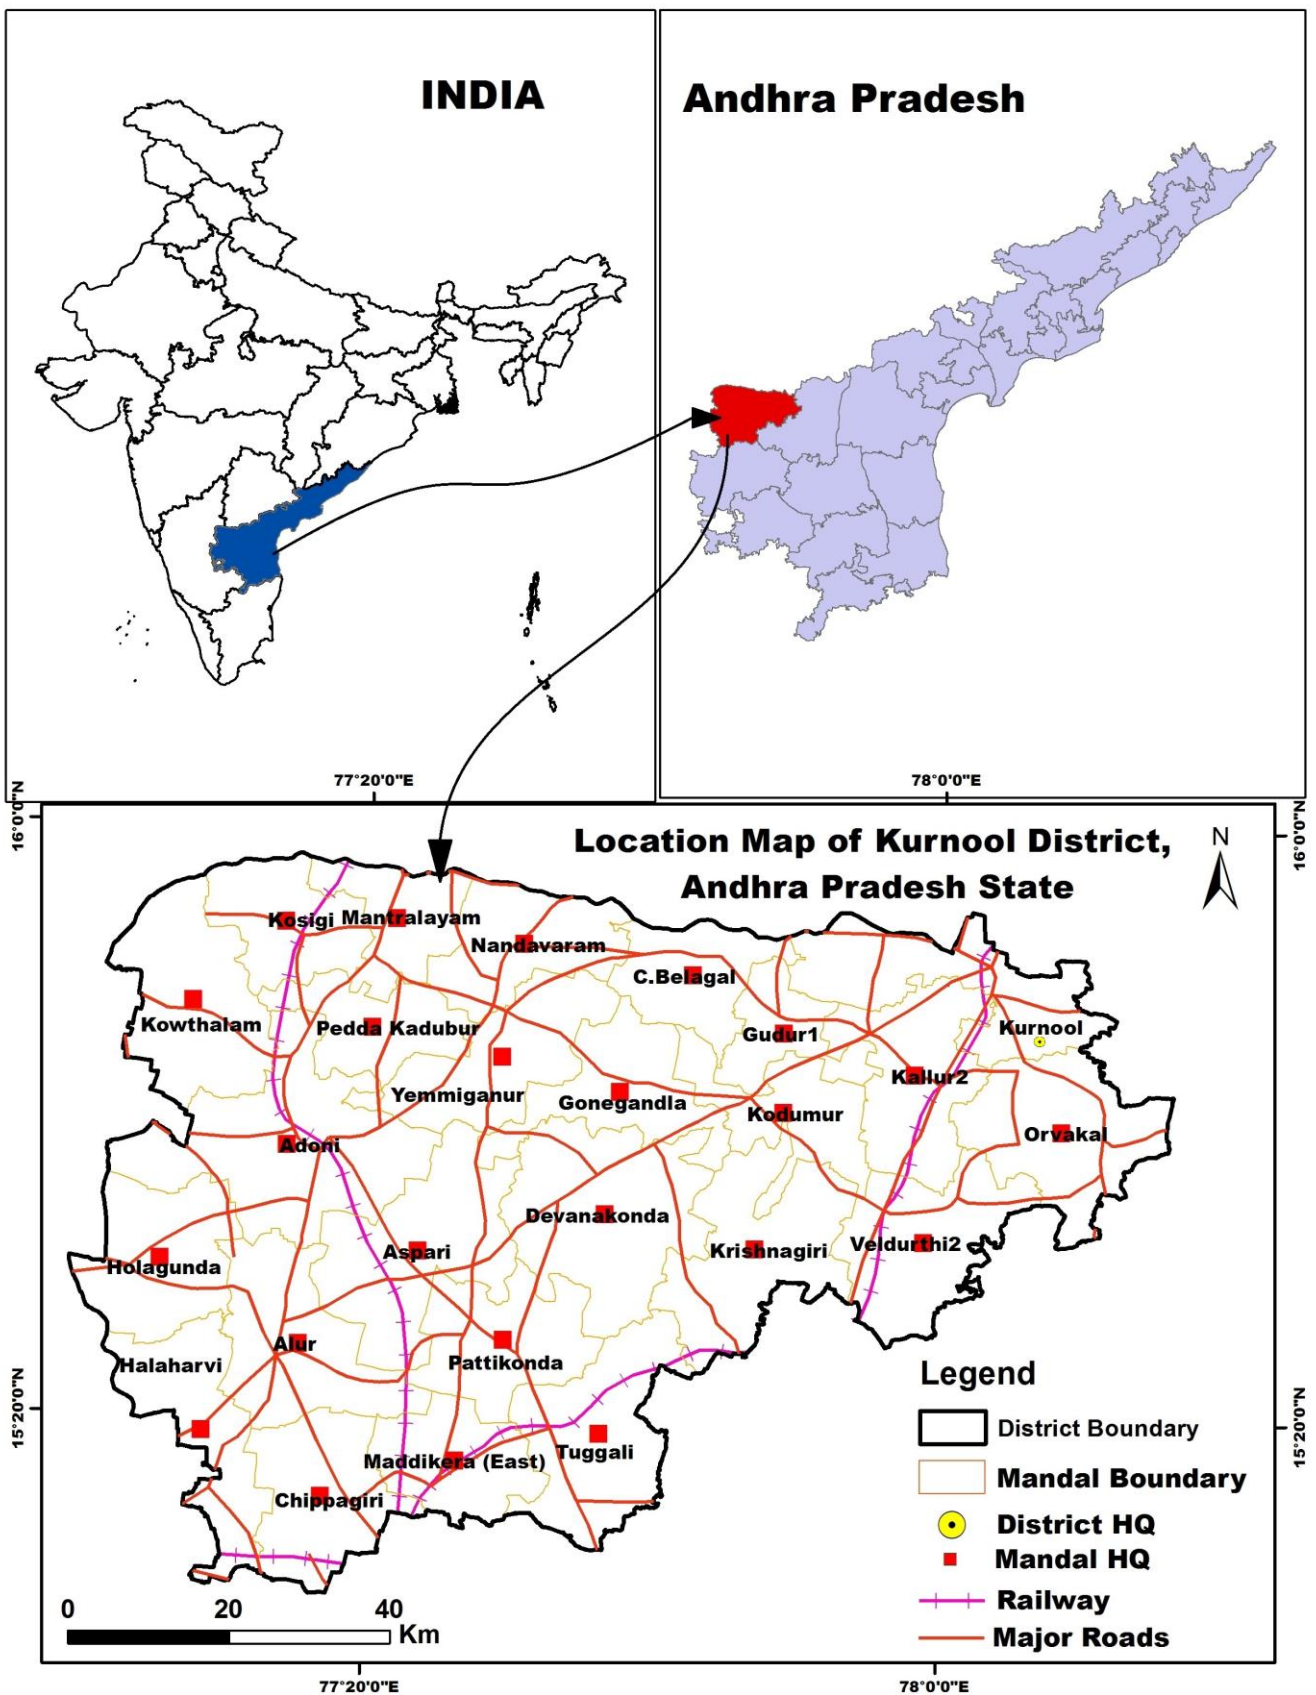 INDIA
Andhra Pradesh
77°20'0"E
78°0'0"E
16°0'0"N
16°0'0"N
Location Map of Kurnool District,
Andhra Pradesh State
N
Kosigi
Mantralayam
Nandavaram
C.Belagal
Kowthalam
Pedda Kadubur
Gudur1
Kurnool
Yemmiganur
Gonegandla
Kallur2
Kodumur
Orvakal
Adoni
Devanakonda
Aspari
Krishnagiri
Veldurthi2
Holagunda
Alur
Halaharvi
Pattikonda
Maddikera (East)
Tuggali
Chippagiri
15°20'0"N
15°20'0"N
Legend
District Boundary
Mandal Boundary
District HQ
Mandal HQ
Railway
Major Roads
0 20 40
Km
77°20'0"E
78°0'0"E